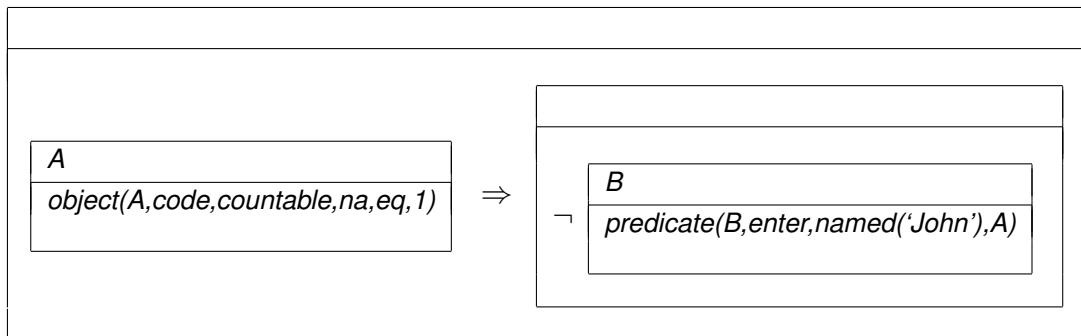 A
object(A,code,countable,na,eq,1)
⇒
¬
B
predicate(B,enter,named(‘John’),A)